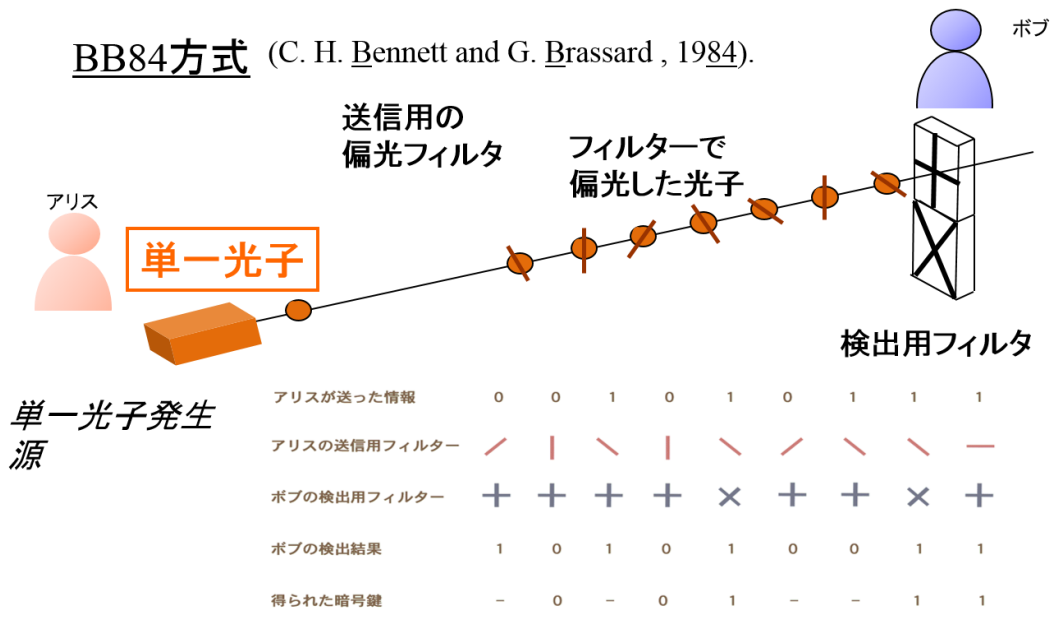 BB84方式 (C. H. Bennett and G. Brassard , 1984).
ボブ
送信用の
偏光フィルタ
フィルターで
偏光した光子
アリス
単一光子
検出用フィルタ
単一光子発生
源
アリスが送った情報 0 0 1 0 1 0 1 1 1
アリスの送信用フィルター / | \ | \ / \ \ —
ボブの検出用フィルター + + + + × + + × +
ボブの検出結果 1 0 1 0 1 0 0 1 1
得られた暗号鍵 – 0 – 0 1 – – 1 1